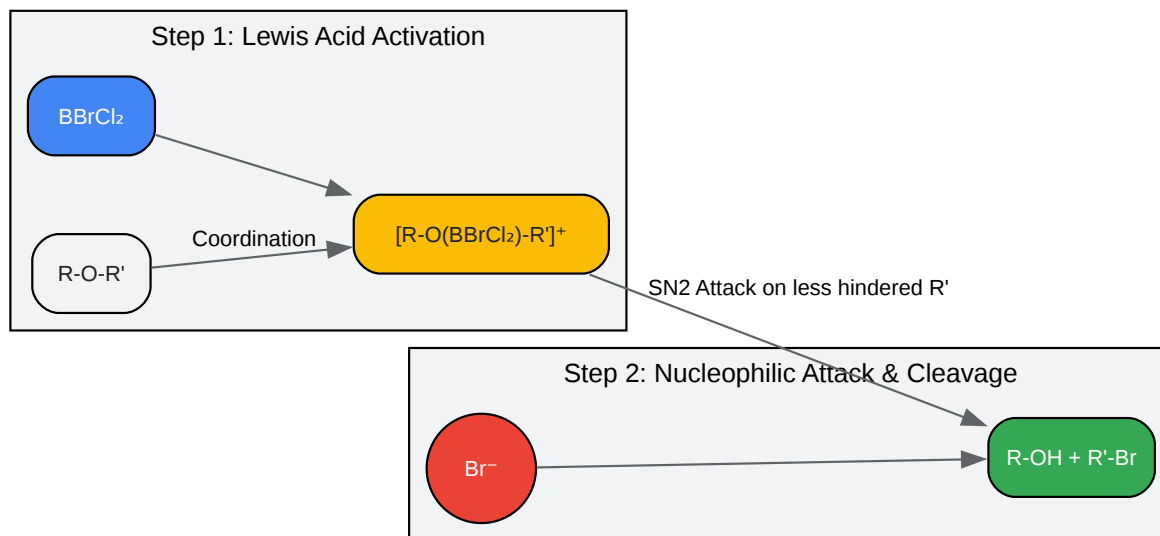 Step 1: Lewis Acid Activation
BBrCl₂
R-O-R'
Coordination
[R-O(BBrCl₂)-R']⁺
SN2 Attack on less hindered R'
Step 2: Nucleophilic Attack & Cleavage
Br⁻
R-OH + R'-Br